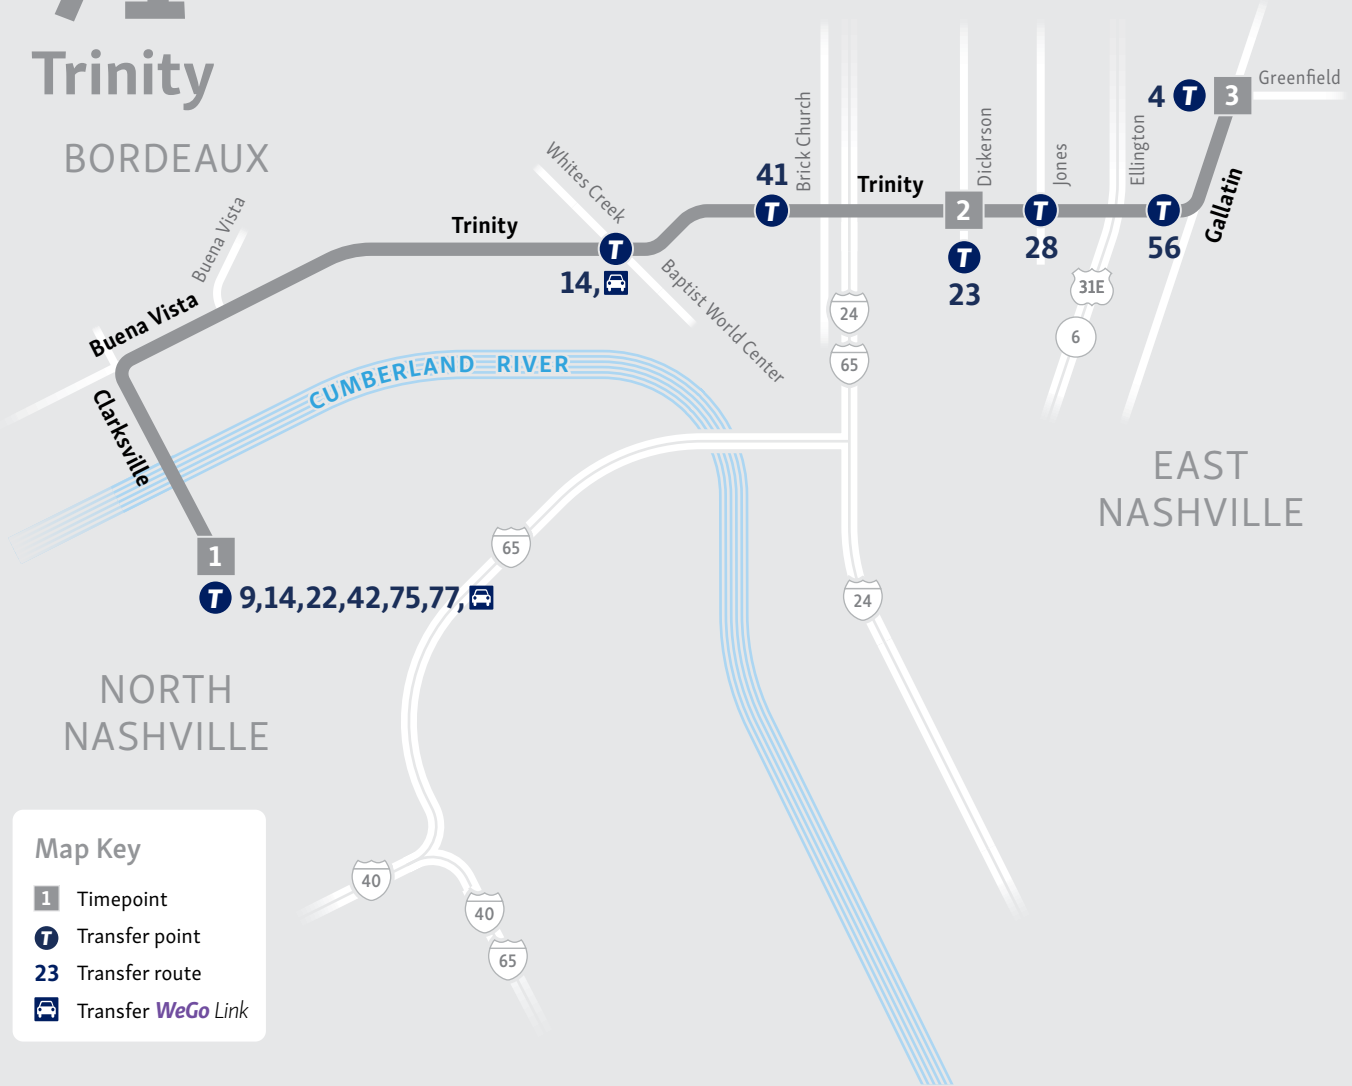 Trinity
BORDEAUX
Buena Vista
Buena Vista
Clarksville
Trinity
Whites Creek
T
14,
Baptist World Center
41
T
Brick Church
Trinity
Dickerson
2
T
23
Jones
T
28
Ellington
T
56
Gallatin
4 T 3
Greenfield
31E
6
24
65
CUMBERLAND RIVER
EAST
NASHVILLE
65
24
1
T 9,14,22,42,75,77,
NORTH
NASHVILLE
40
40
65
Map Key
1 Timepoint
T Transfer point
23 Transfer route
Transfer WeGo Link